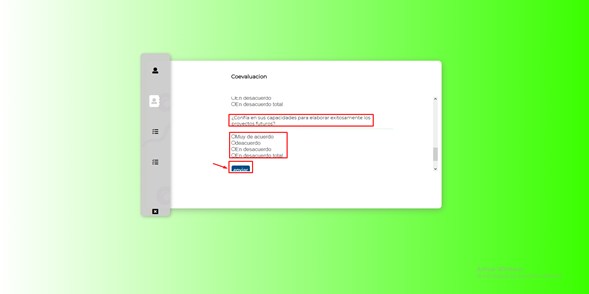 Coevaluacion
En desacuerdo
En desacuerdo total
¿Confía en sus capacidades para elaborar exitosamente los
proyectos futuros?
Muy de acuerdo
deacuerdo
En desacuerdo
En desacuerdo total